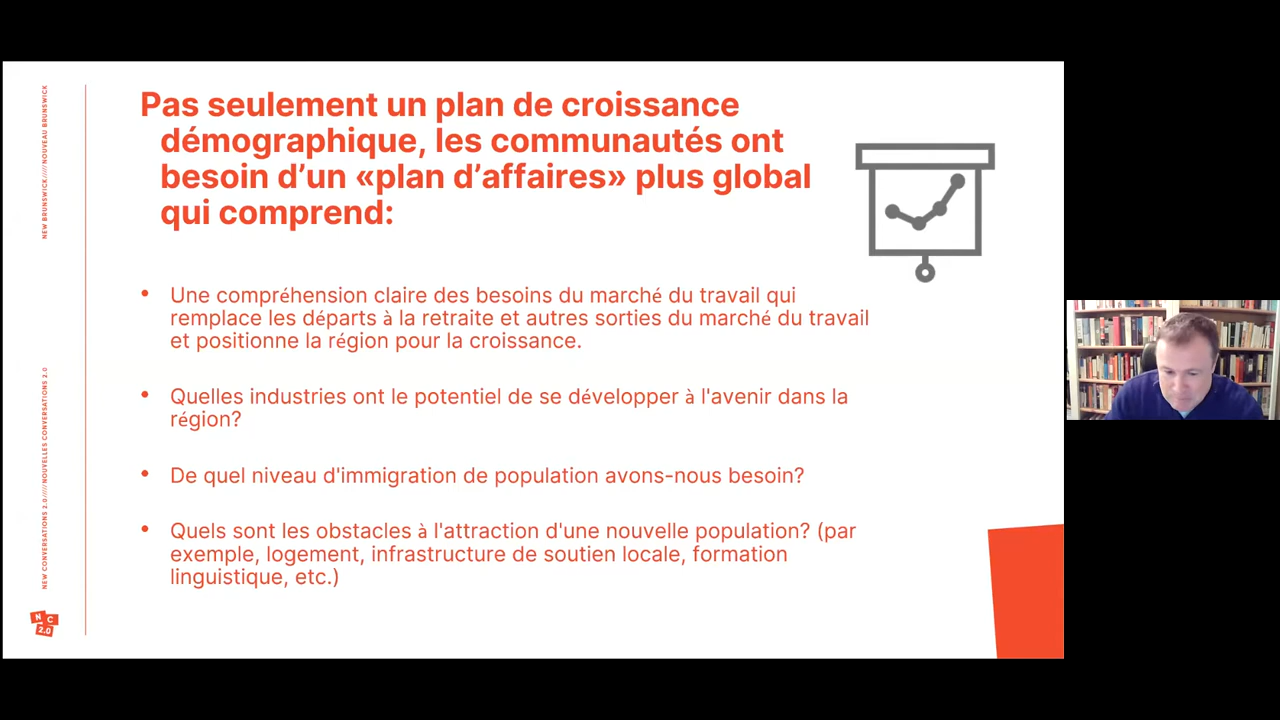 Pas seulement un plan de croissance
démographique, les communautés ont
besoin d’un «plan d’affaires» plus global
qui comprend:
• Une compréhension claire des besoins du marché du travail qui
remplace les départs à la retraite et autres sorties du marché du travail
et positionne la région pour la croissance.
• Quelles industries ont le potentiel de se développer à l'avenir dans la
région?
• De quel niveau d'immigration de population avons-nous besoin?
• Quels sont les obstacles à l'attraction d'une nouvelle population? (par
exemple, logement, infrastructure de soutien locale, formation
linguistique, etc.)
NEW BRUNSWICK/////NOUVEAU BRUNSWICK
NEW CONVERSATIONS 2.0/////NOUVELLES CONVERSATIONS 2.0
N C
2.0